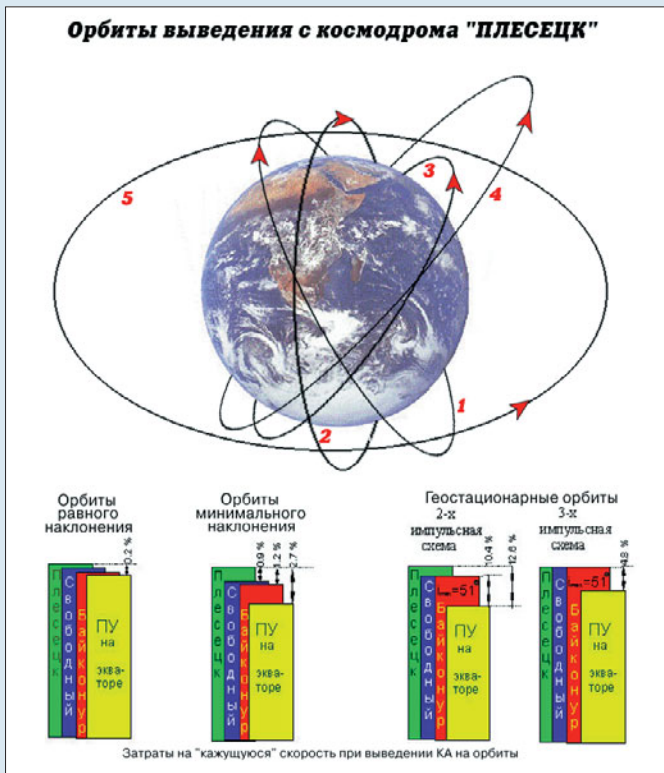 Орбиты выведения с космодрома "ПЛЕСЕЦК"
5
3
4
1
2
Орбиты
равного
наклонения
0.2 %
Плесецк
Свободный
Байконур
ПУ
на
эква-
торе
Орбиты
минимального
наклонения
0.9 %
1.2 %
2.7 %
Плесецк
Свободный
Байконур
ПУ
на
эква-
торе
Геостационарные орбиты
2-х
импульсная
схема
10.4 %
12.6 %
=51°
Плесецк
Свободный
Байконур
ПУ
на
эква-
торе
3-х
импульсная
схема
4.8 %
=51°
Плесецк
Свободный
Байконур
ПУ
на
эква-
торе
Затраты на "кажущуюся" скорость при выведении КА на орбиты